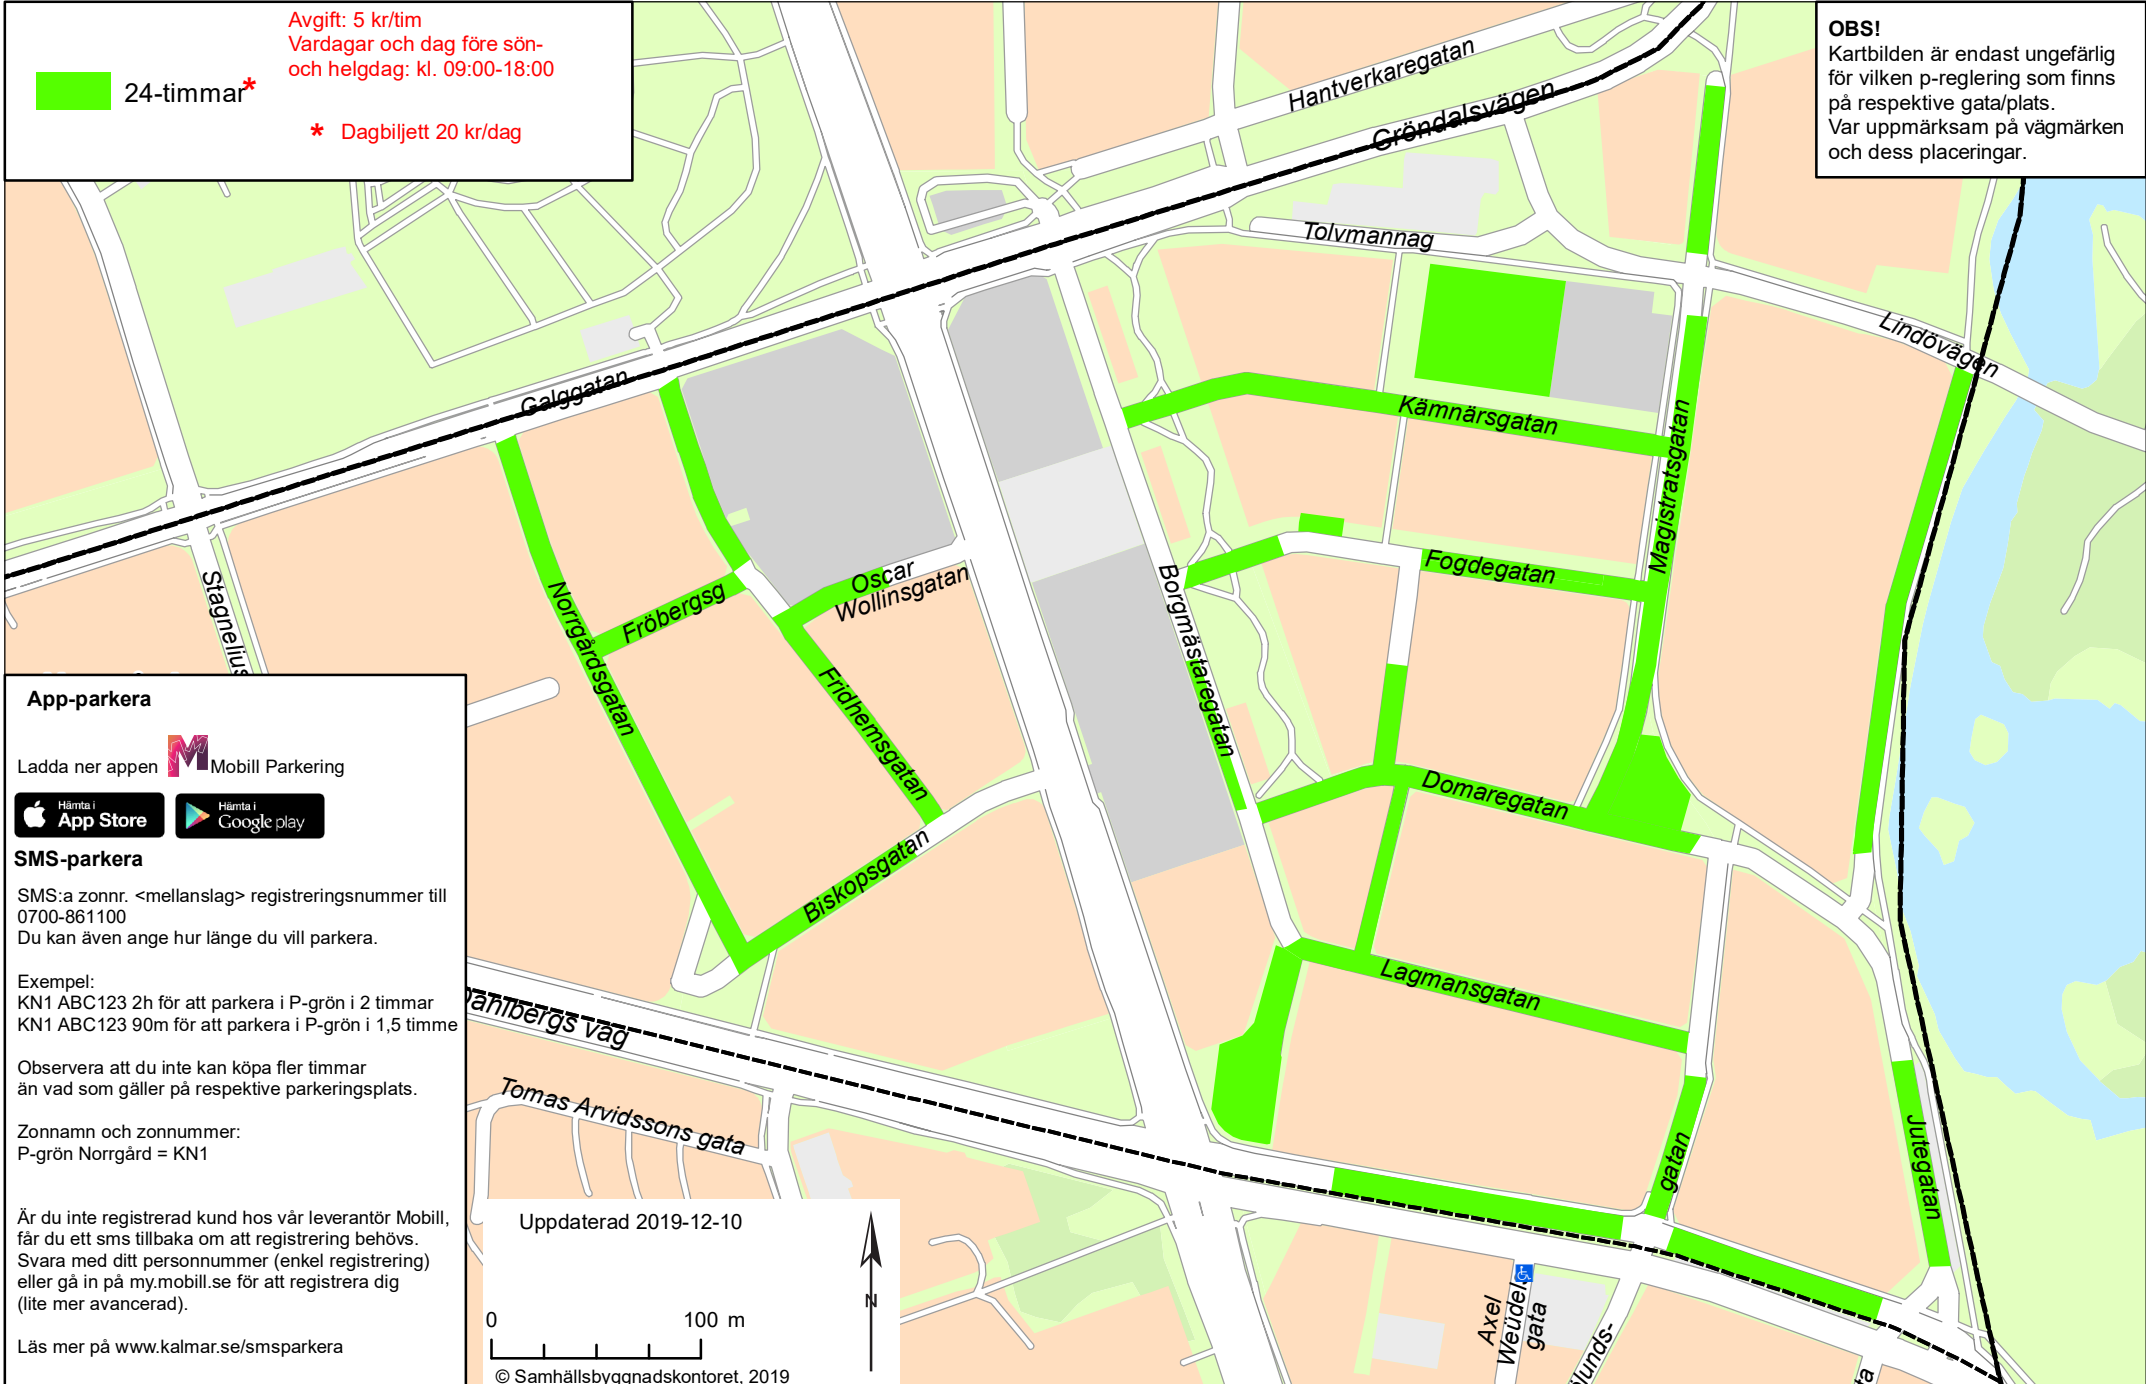 24-timmar*
Avgift: 5 kr/tim
Vardagar och dag före sön-
och helgdag: kl. 09:00-18:00
* Dagbiljett 20 kr/dag
OBS!
Kartbilden är endast ungefärlig
för vilken p-reglering som finns
på respektive gata/plats.
Var uppmärksam på vägmärken
och dess placeringar.
Hantverkaregatan
Gröndalsvägen
Tolvmannag
Lindövägen
Galggatan
Kämnärsgatan
Magistratsgatan
Fogdegatan
Oscar
Wollinsgatan
Fröbergsg
Norrgårdsgatan
Stagnelius
Borgmästaregatan
Fridhemsgatan
Domaregatan
Biskopsgatan
Lagmansgatan
Jutegatan
gatan
ahlbergs väg
Tomas Arvidssons gata
Axel
Weüdels
gata
lunds-
ta
App-parkera
Ladda ner appen M Mobill Parkering
Hämta i
App Store
Hämta i
Google play
SMS-parkera
SMS:a zonnr. <mellanslag> registreringsnummer till
0700-861100
Du kan även ange hur länge du vill parkera.
Exempel:
KN1 ABC123 2h för att parkera i P-grön i 2 timmar
KN1 ABC123 90m för att parkera i P-grön i 1,5 timme
Observera att du inte kan köpa fler timmar
än vad som gäller på respektive parkeringsplats.
Zonnamn och zonnummer:
P-grön Norrgård = KN1
Är du inte registrerad kund hos vår leverantör Mobill,
får du ett sms tillbaka om att registrering behövs.
Svara med ditt personnummer (enkel registrering)
eller gå in på my.mobill.se för att registrera dig
(lite mer avancerad).
Läs mer på www.kalmar.se/smsparkera
Uppdaterad 2019-12-10
N
0 100 m
© Samhällsbyggnadskontoret, 2019